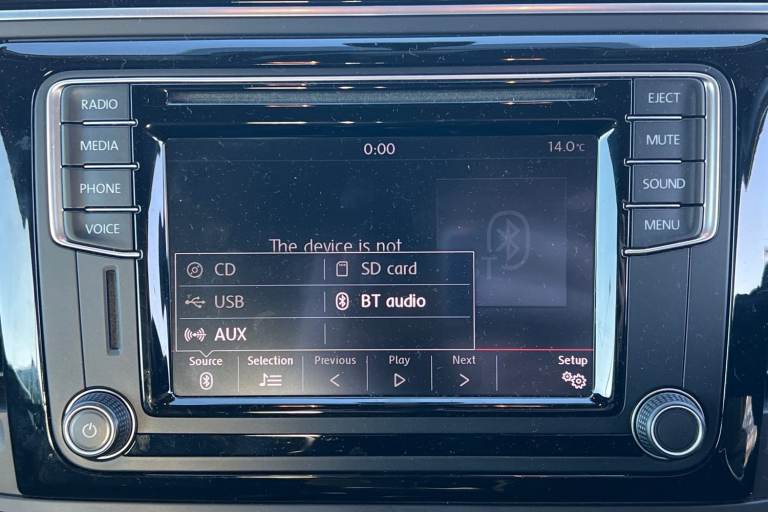 RADIO
MEDIA
PHONE
VOICE
EJECT
MUTE
SOUND
MENU
0:00 14.0°C
The device is not
T
CD SD card
USB BT audio
AUX
Source Selection Previous Play Next Setup